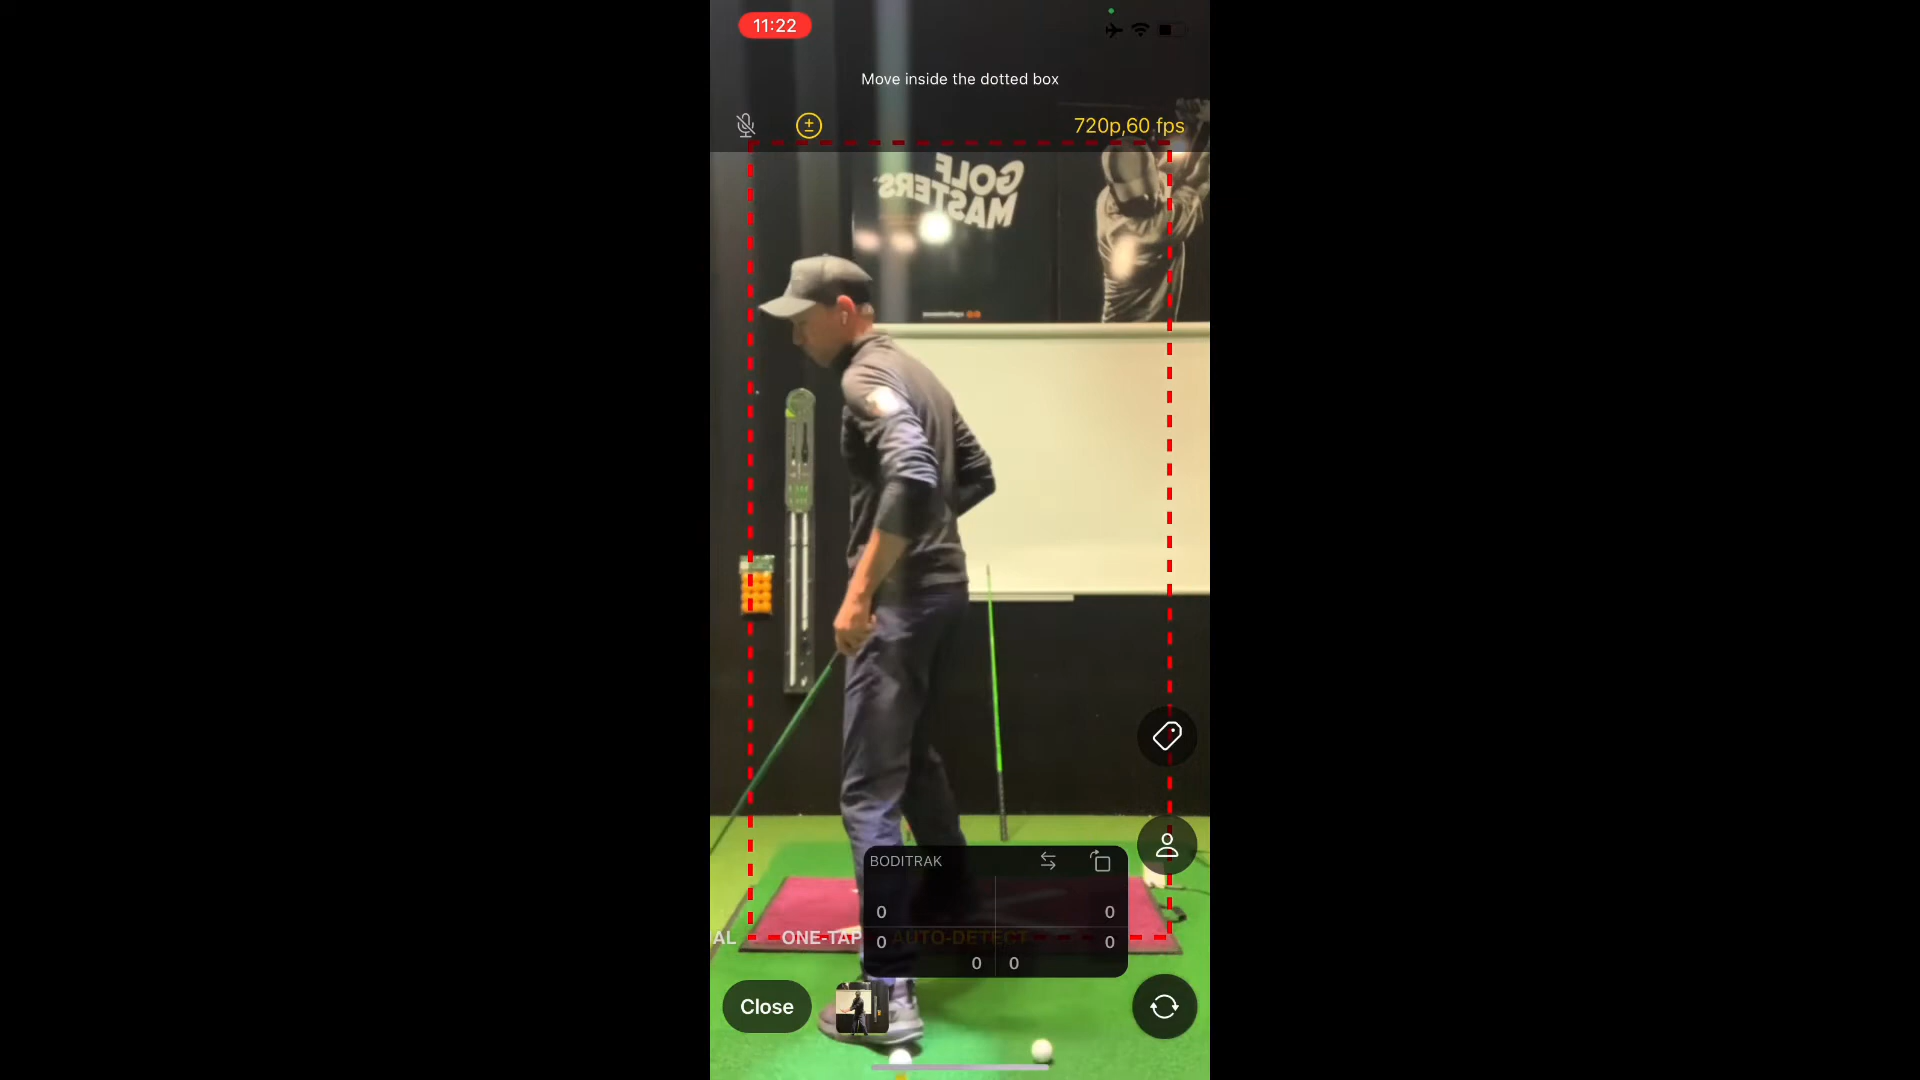 11:22
Move inside the dotted box
720p,60 fps
GOLF
MASTERS
BODITRAK
0 0
AL ONE-TAP AUTO-DETECT
0 0
0 0
Close